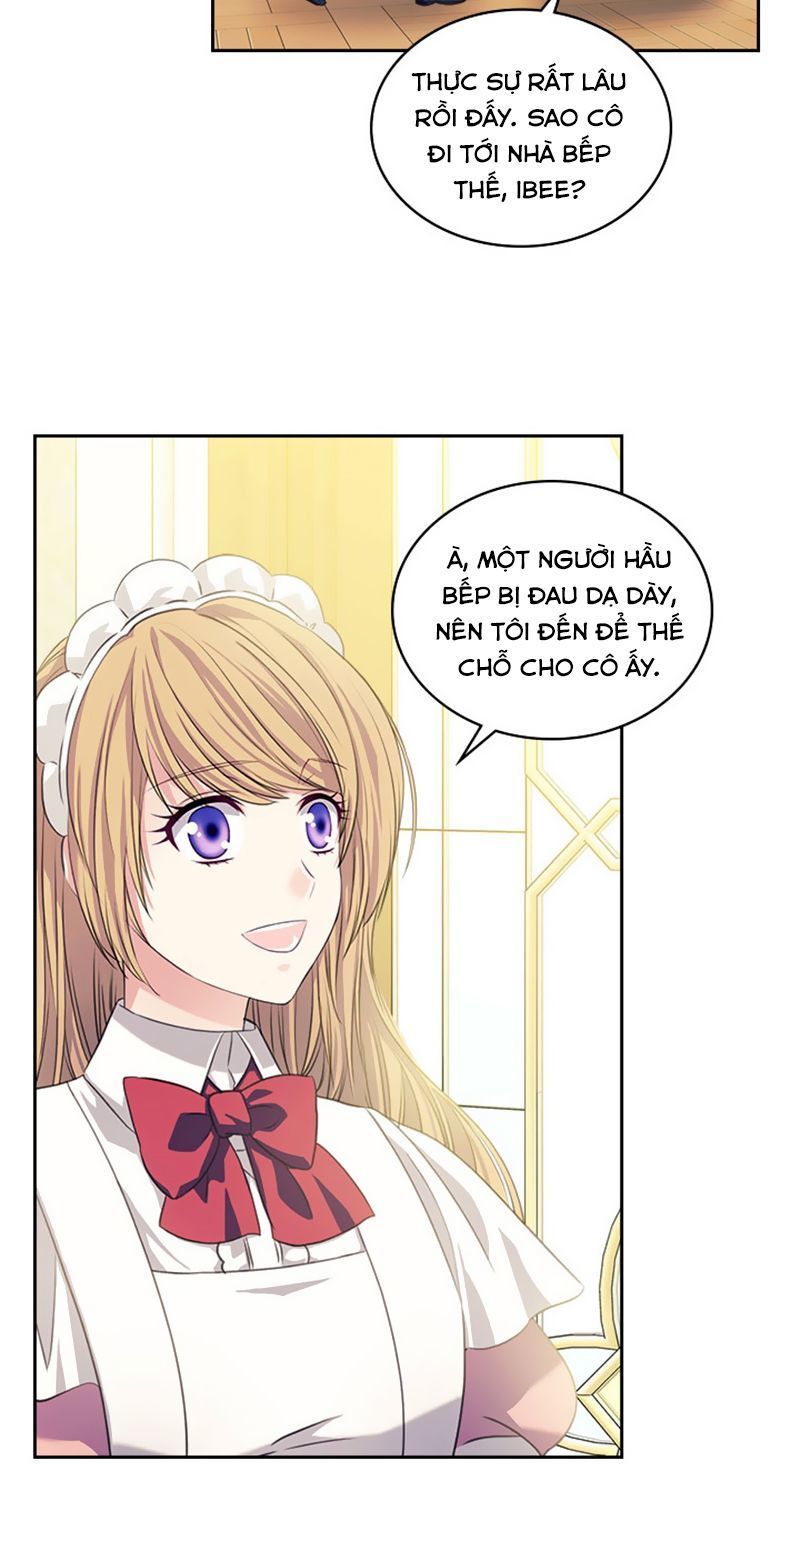 THỰC SỰ RẤT LÂU
RỒI ĐẤY. SAO CÔ
ĐI TỚI NHÀ BẾP
THẾ, IBEE?
À, MỘT NGƯỜI HẦU
BẾP BỊ ĐAU DẠ DÀY,
NÊN TÔI ĐẾN ĐỂ THẾ
CHỖ CHO CÔ ẤY.